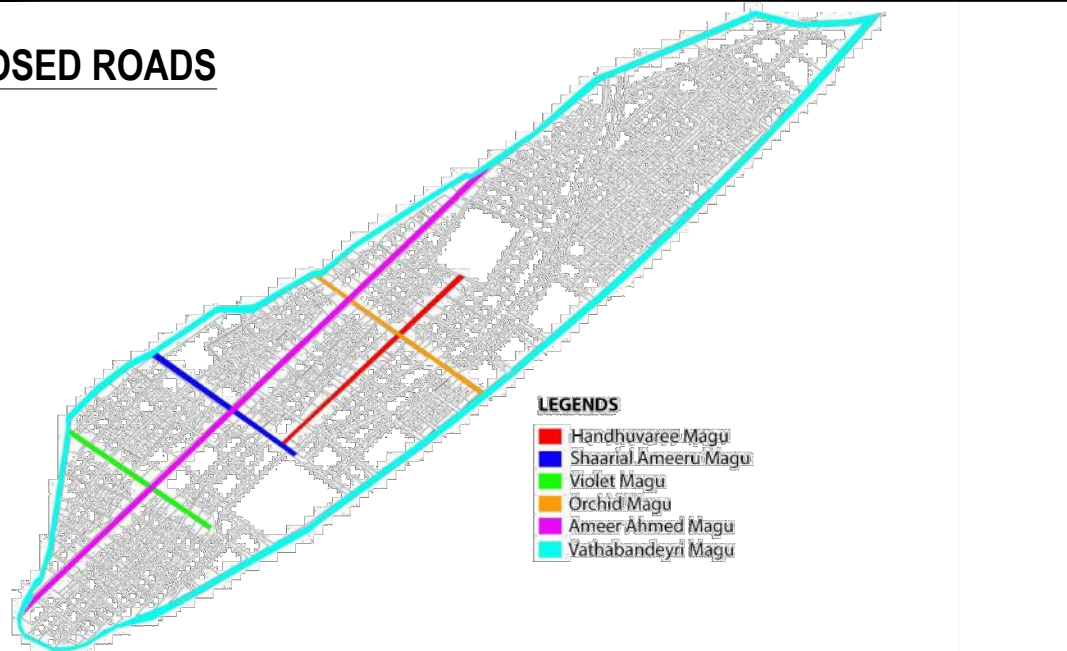 OSED ROADS
LEGENDS
Handhuvaree Magu
Shaarial Ameeru Magu
Violet Magu
Orchid Magu
Ameer Ahmed Magu
Vathabandeyri Magu